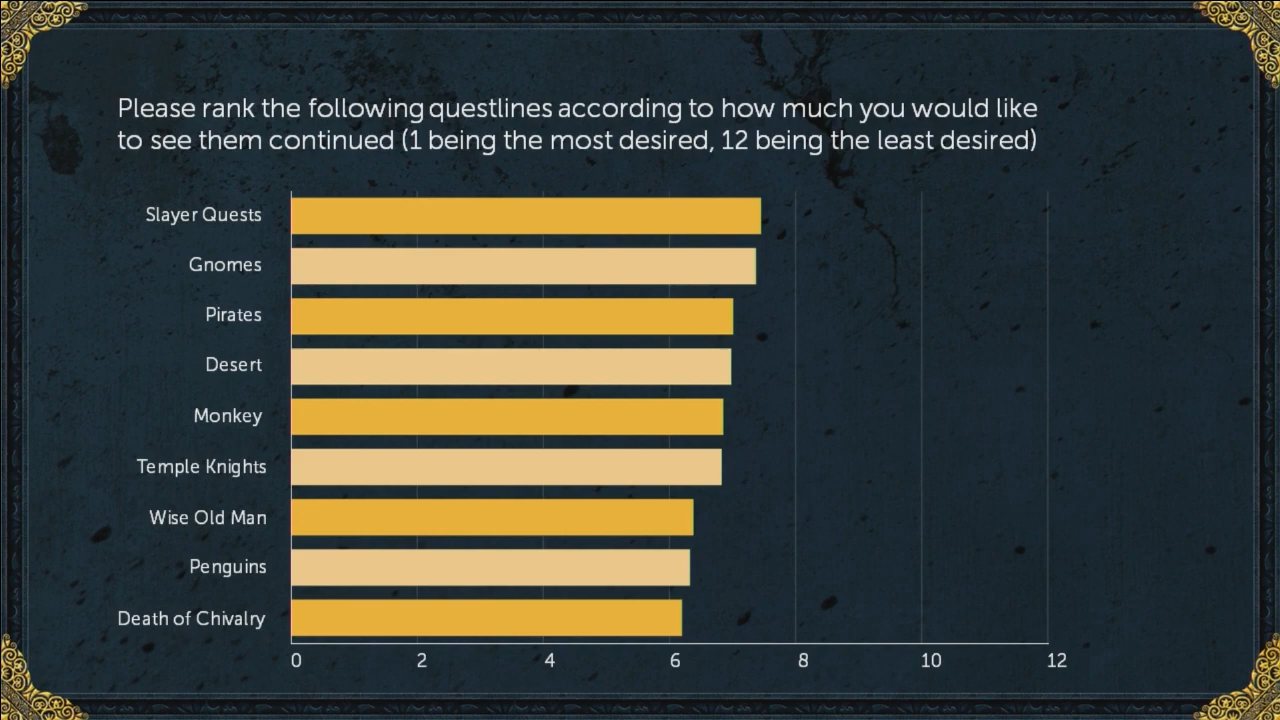 Please rank the following questlines according to how much you would like
to see them continued (1 being the most desired, 12 being the least desired)
Slayer Quests
Gnomes
Pirates
Desert
Monkey
Temple Knights
Wise Old Man
Penguins
Death of Chivalry
0 2 4 6 8 10 12